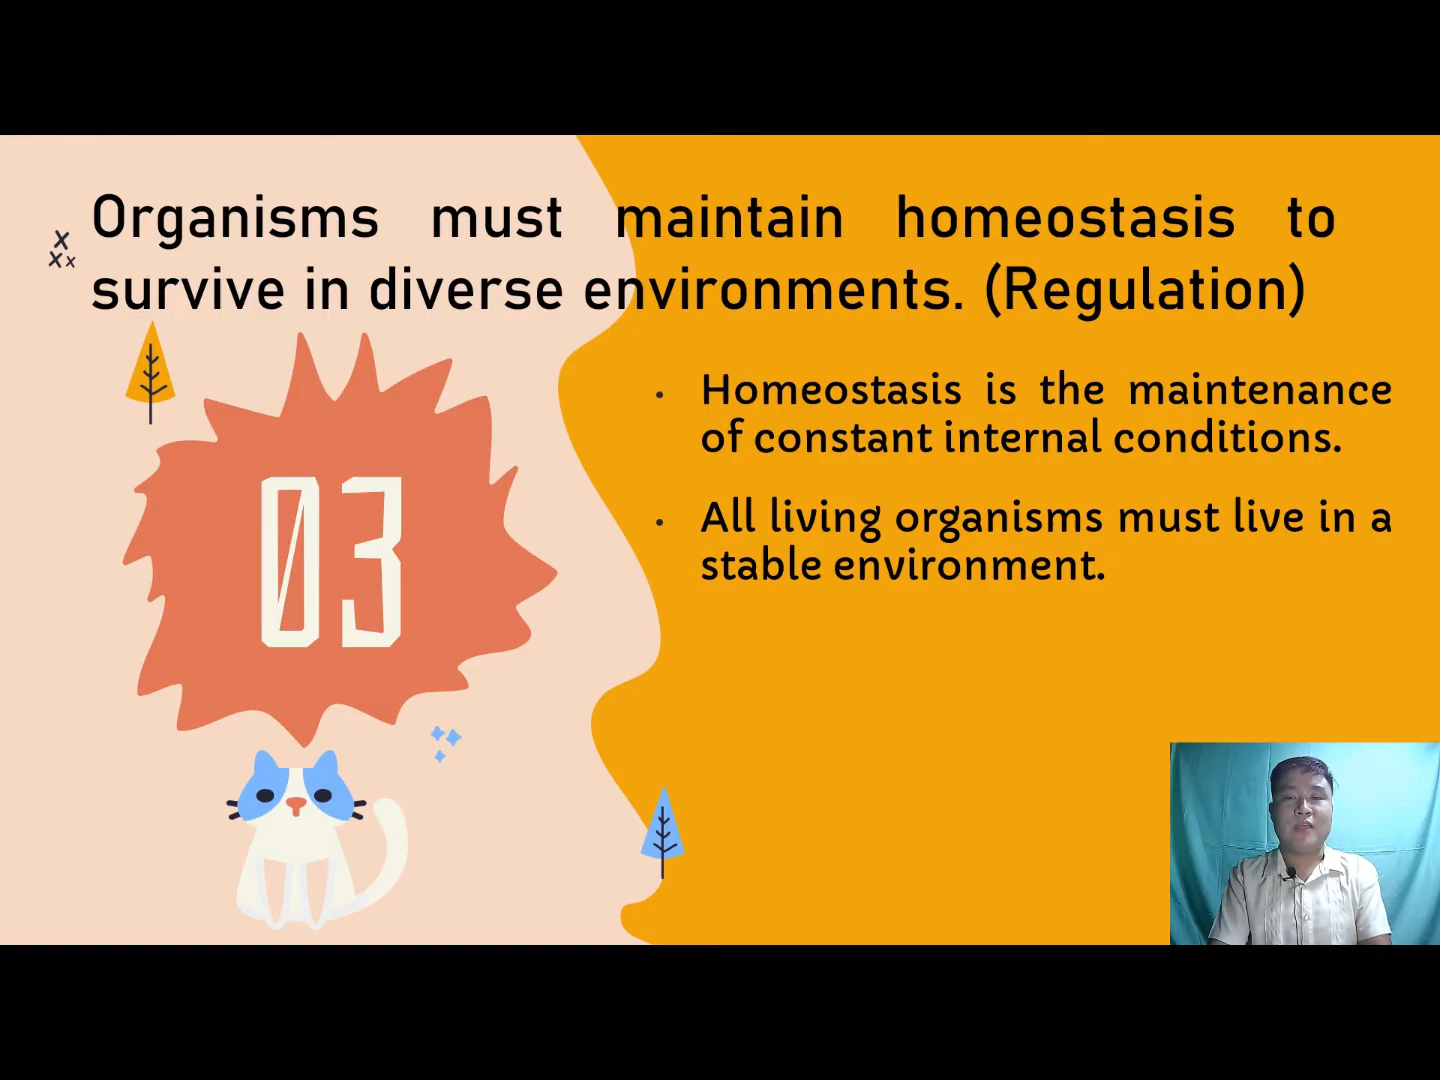 Organisms must maintain homeostasis to
survive in diverse environments. (Regulation)
03
• Homeostasis is the maintenance
of constant internal conditions.
• All living organisms must live in a
stable environment.